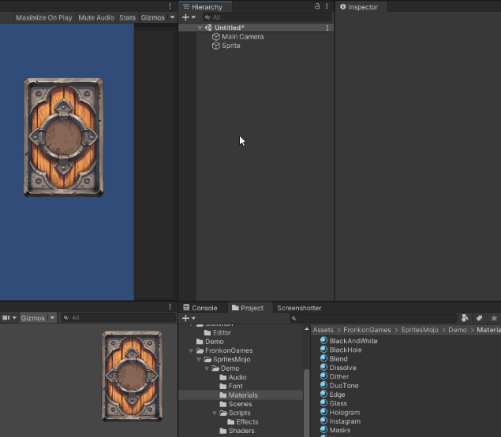 Maximize On Play Mute Audio Stats Gizmos
Hierarchy
All
Untitled*
Main Camera
Sprite
Inspector
Gizmos All
Console Project Screenshotter
Editor
Demo
FronkonGames
SpritesMojo
Demo
Audio
Font
Materials
Scenes
Scripts
Effects
Shaders
Assets > FronkonGames > SpritesMojo > Demo > Materia
BlackAndWhite
BlackHole
Blend
Dissolve
Dither
DuoTone
Edge
Glass
Hologram
Instagram
Masks